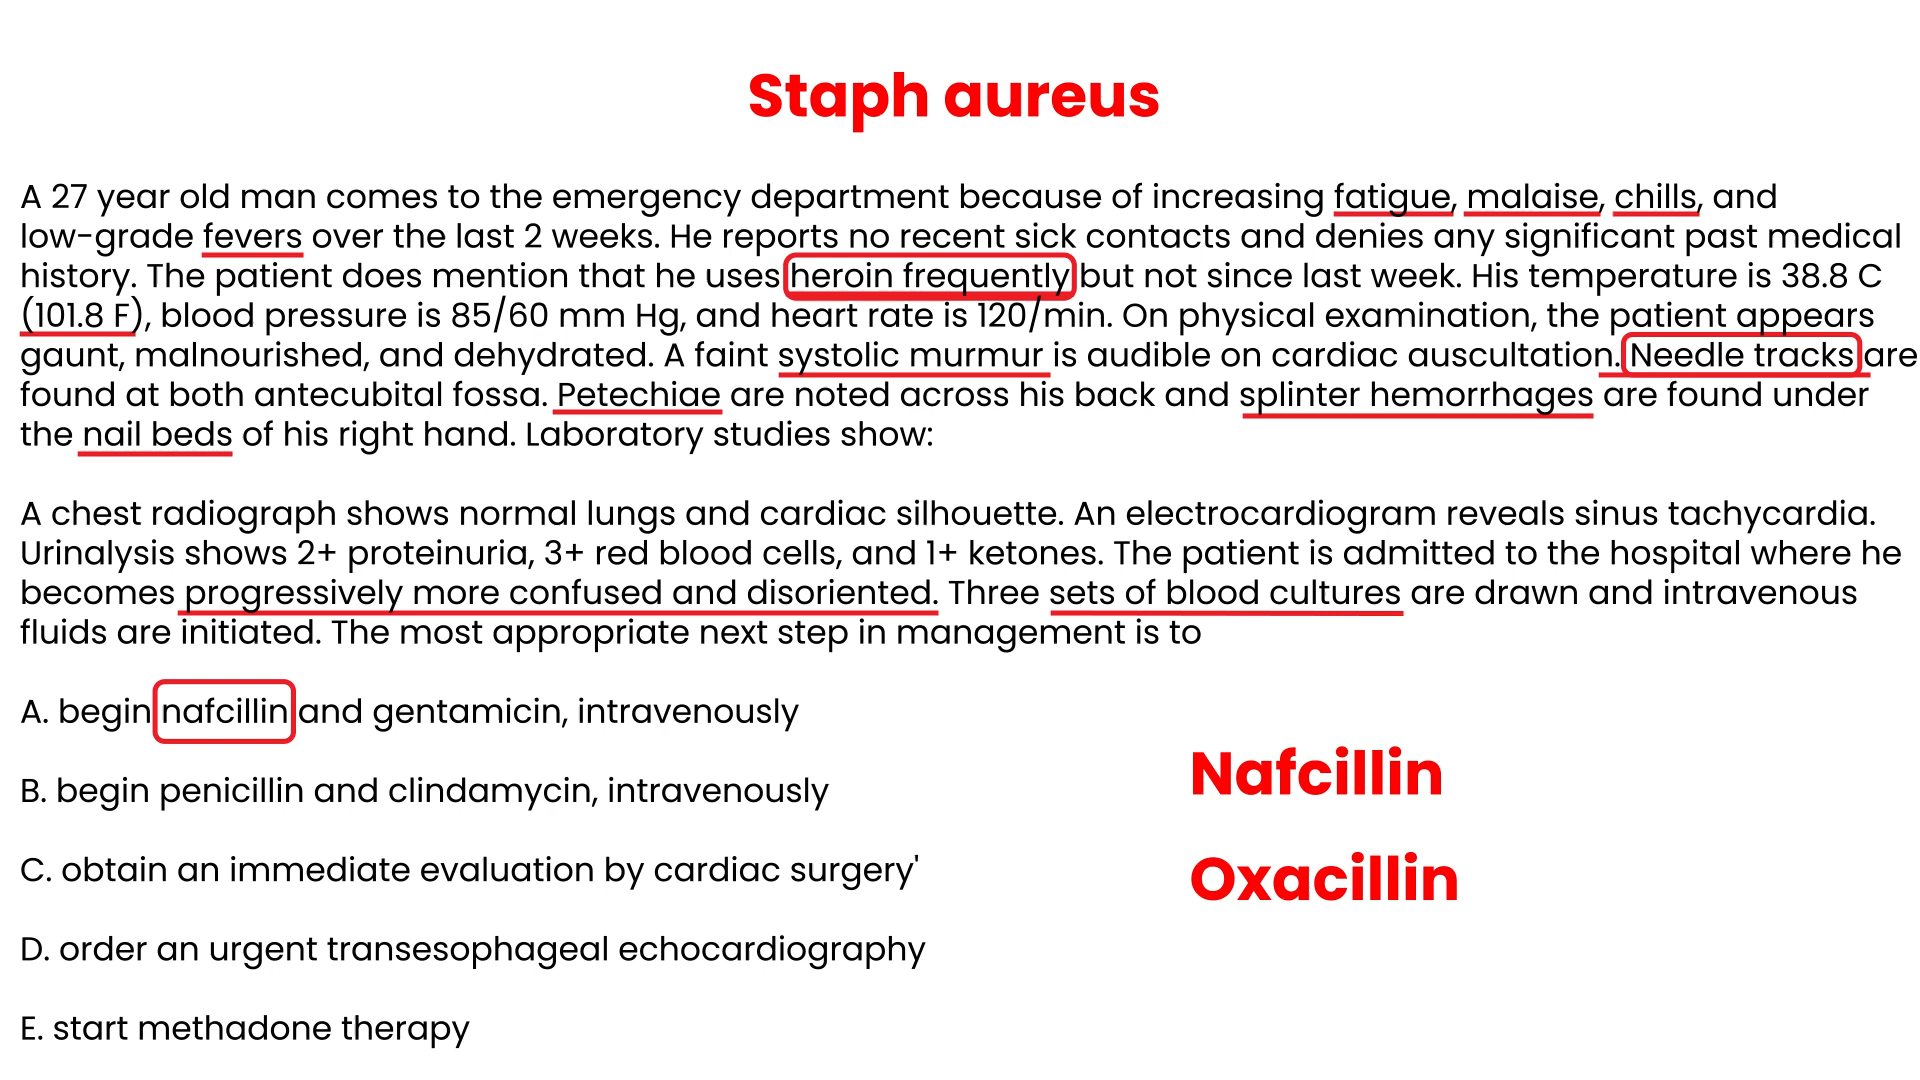 Staph aureus
A 27 year old man comes to the emergency department because of increasing fatigue, malaise, chills, and
low-grade fevers over the last 2 weeks. He reports no recent sick contacts and denies any significant past medical
history. The patient does mention that he uses heroin frequently but not since last week. His temperature is 38.8 C
(101.8 F), blood pressure is 85/60 mm Hg, and heart rate is 120/min. On physical examination, the patient appears
gaunt, malnourished, and dehydrated. A faint systolic murmur is audible on cardiac auscultation. Needle tracks are
found at both antecubital fossa. Petechiae are noted across his back and splinter hemorrhages are found under
the nail beds of his right hand. Laboratory studies show:
A chest radiograph shows normal lungs and cardiac silhouette. An electrocardiogram reveals sinus tachycardia.
Urinalysis shows 2+ proteinuria, 3+ red blood cells, and 1+ ketones. The patient is admitted to the hospital where he
becomes progressively more confused and disoriented. Three sets of blood cultures are drawn and intravenous
fluids are initiated. The most appropriate next step in management is to
A. begin nafcillin and gentamicin, intravenously
B. begin penicillin and clindamycin, intravenously
C. obtain an immediate evaluation by cardiac surgery'
D. order an urgent transesophageal echocardiography
E. start methadone therapy
Nafcillin
Oxacillin